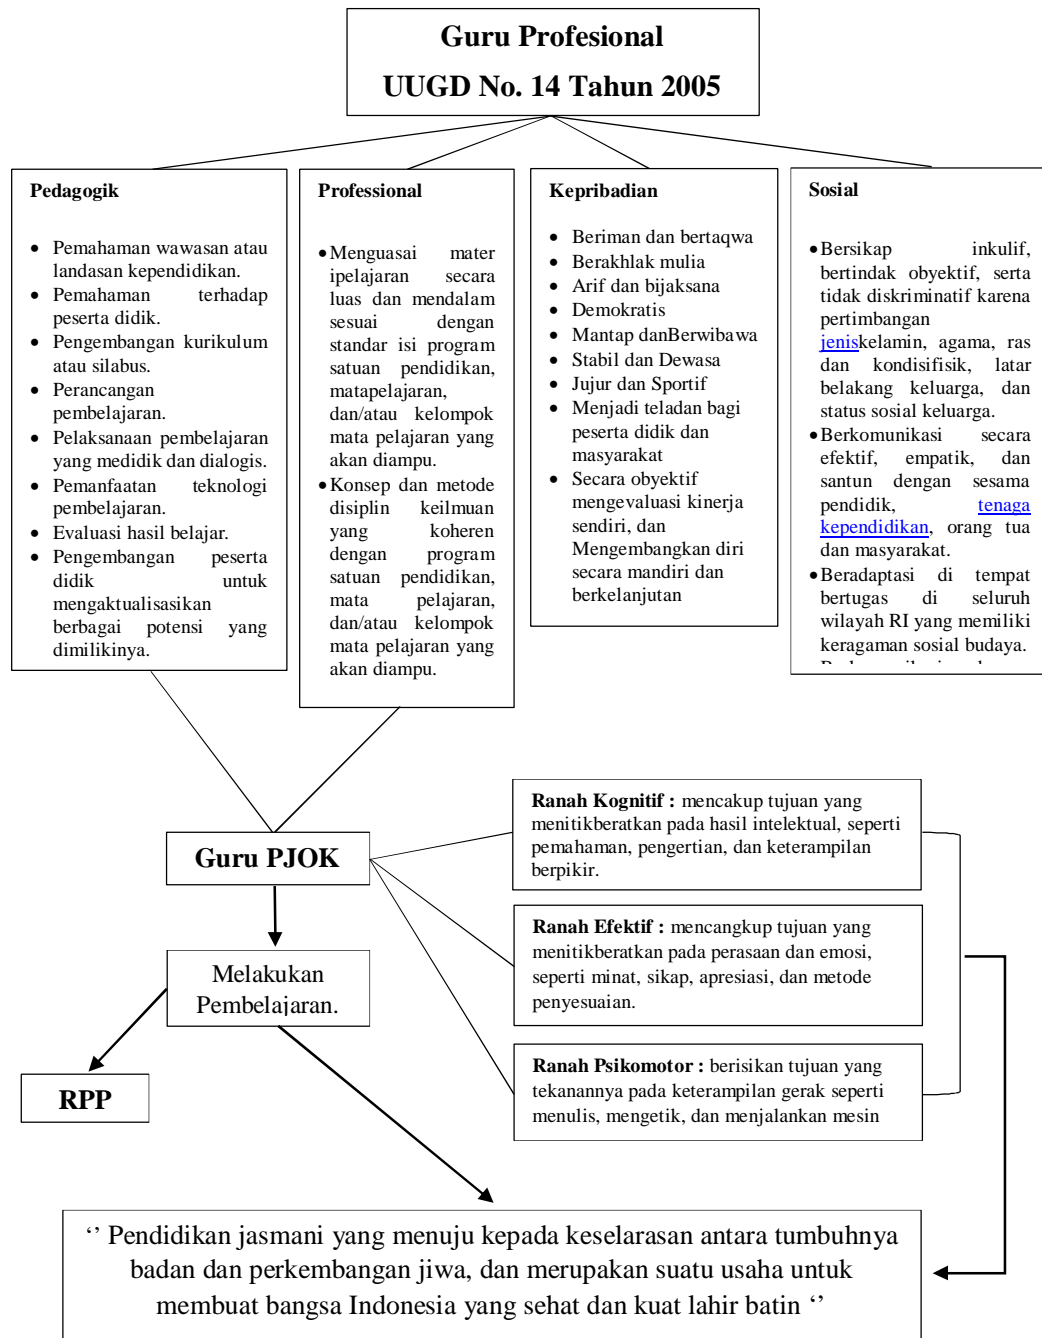 Guru Profesional
UUGD No. 14 Tahun 2005
Pedagogik
• Pemahaman wawasan atau
landasan kependidikan.
• Pemahaman terhadap
peserta didik.
• Pengembangan kurikulum
atau silabus.
• Perancangan
pembelajaran.
• Pelaksanaan pembelajaran
yang medidik dan dialogis.
• Pemanfaatan teknologi
pembelajaran.
• Evaluasi hasil belajar.
• Pengembangan peserta
didik untuk
mengaktualisasikan
berbagai potensi yang
dimilikinya.
Professional
• Menguasai mater
ipelajaran secara
luas dan mendalam
sesuai dengan
standar isi program
satuan pendidikan,
matapelajaran,
dan/atau kelompok
mata pelajaran yang
akan diampu.
• Konsep dan metode
disiplin keilmuan
yang koheren
dengan program
satuan pendidikan,
mata pelajaran,
dan/atau kelompok
mata pelajaran yang
akan diampu.
Kepribadian
• Beriman dan bertaqwa
• Berakhlak mulia
• Arif dan bijaksana
• Demokratis
• Mantap danBerwibawa
• Stabil dan Dewasa
• Jujur dan Sportif
• Menjadi teladan bagi
peserta didik dan
masyarakat
• Secara obyektif
mengevaluasi kinerja
sendiri, dan
Mengembangkan diri
secara mandiri dan
berkelanjutan
Sosial
• Bersikap inkulif,
bertindak obyektif, serta
tidak diskriminatif karena
pertimbangan
jeniskelamin, agama, ras
dan kondisifisik, latar
belakang keluarga, dan
status sosial keluarga.
• Berkomunikasi secara
efektif, empatik, dan
santun dengan sesama
pendidik, tenaga
kependidikan, orang tua
dan masyarakat.
• Beradaptasi di tempat
bertugas di seluruh
wilayah RI yang memiliki
keragaman sosial budaya.
Guru PJOK
Melakukan
Pembelajaran.
RPP
Ranah Kognitif : mencakup tujuan yang
menitikberatkan pada hasil intelektual, seperti
pemahaman, pengertian, dan keterampilan
berpikir.
Ranah Efektif : mencangkup tujuan yang
menitikberatkan pada perasaan dan emosi,
seperti minat, sikap, apresiasi, dan metode
penyesuaian.
Ranah Psikomotor : berisikan tujuan yang
tekanannya pada keterampilan gerak seperti
menulis, mengetik, dan menjalankan mesin
‘’ Pendidikan jasmani yang menuju kepada keselarasan antara tumbuhnya
badan dan perkembangan jiwa, dan merupakan suatu usaha untuk
membuat bangsa Indonesia yang sehat dan kuat lahir batin ‘’